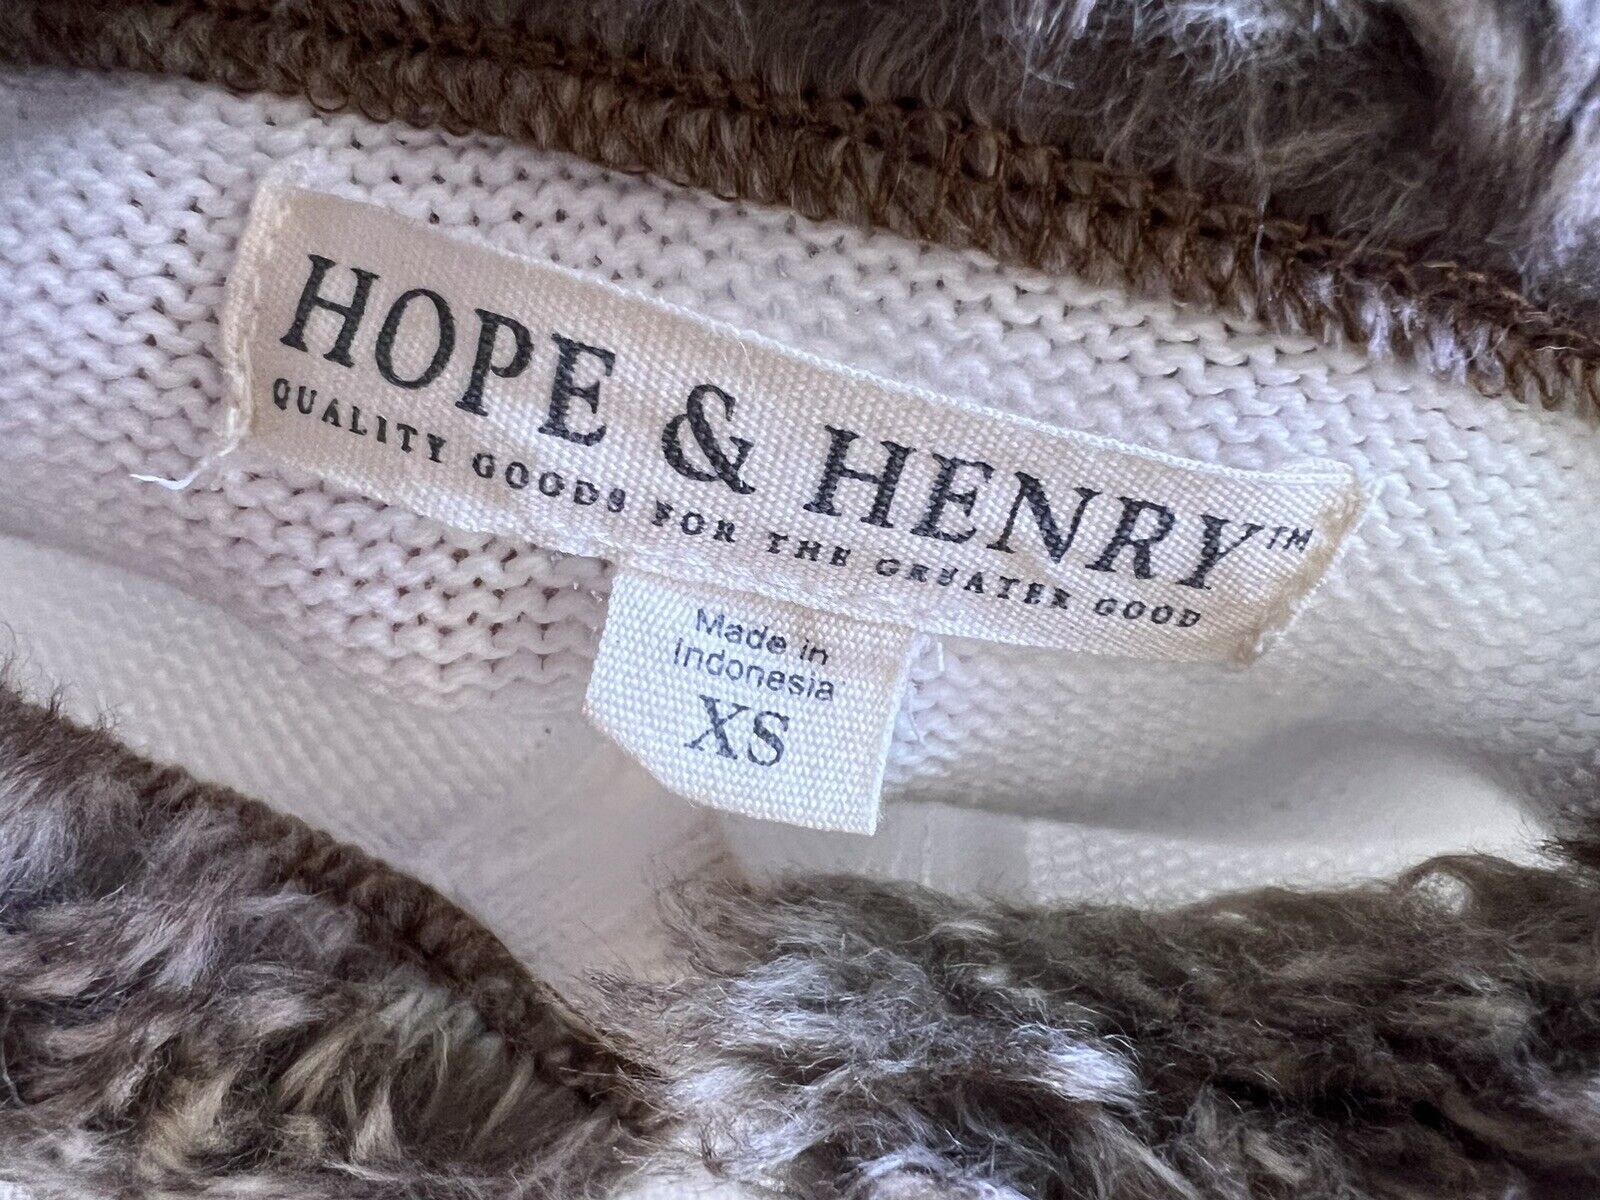 HOPE & HENRY™
QUALITY GOODS FOR THE GREATER GOOD
Made in
Indonesia
XS